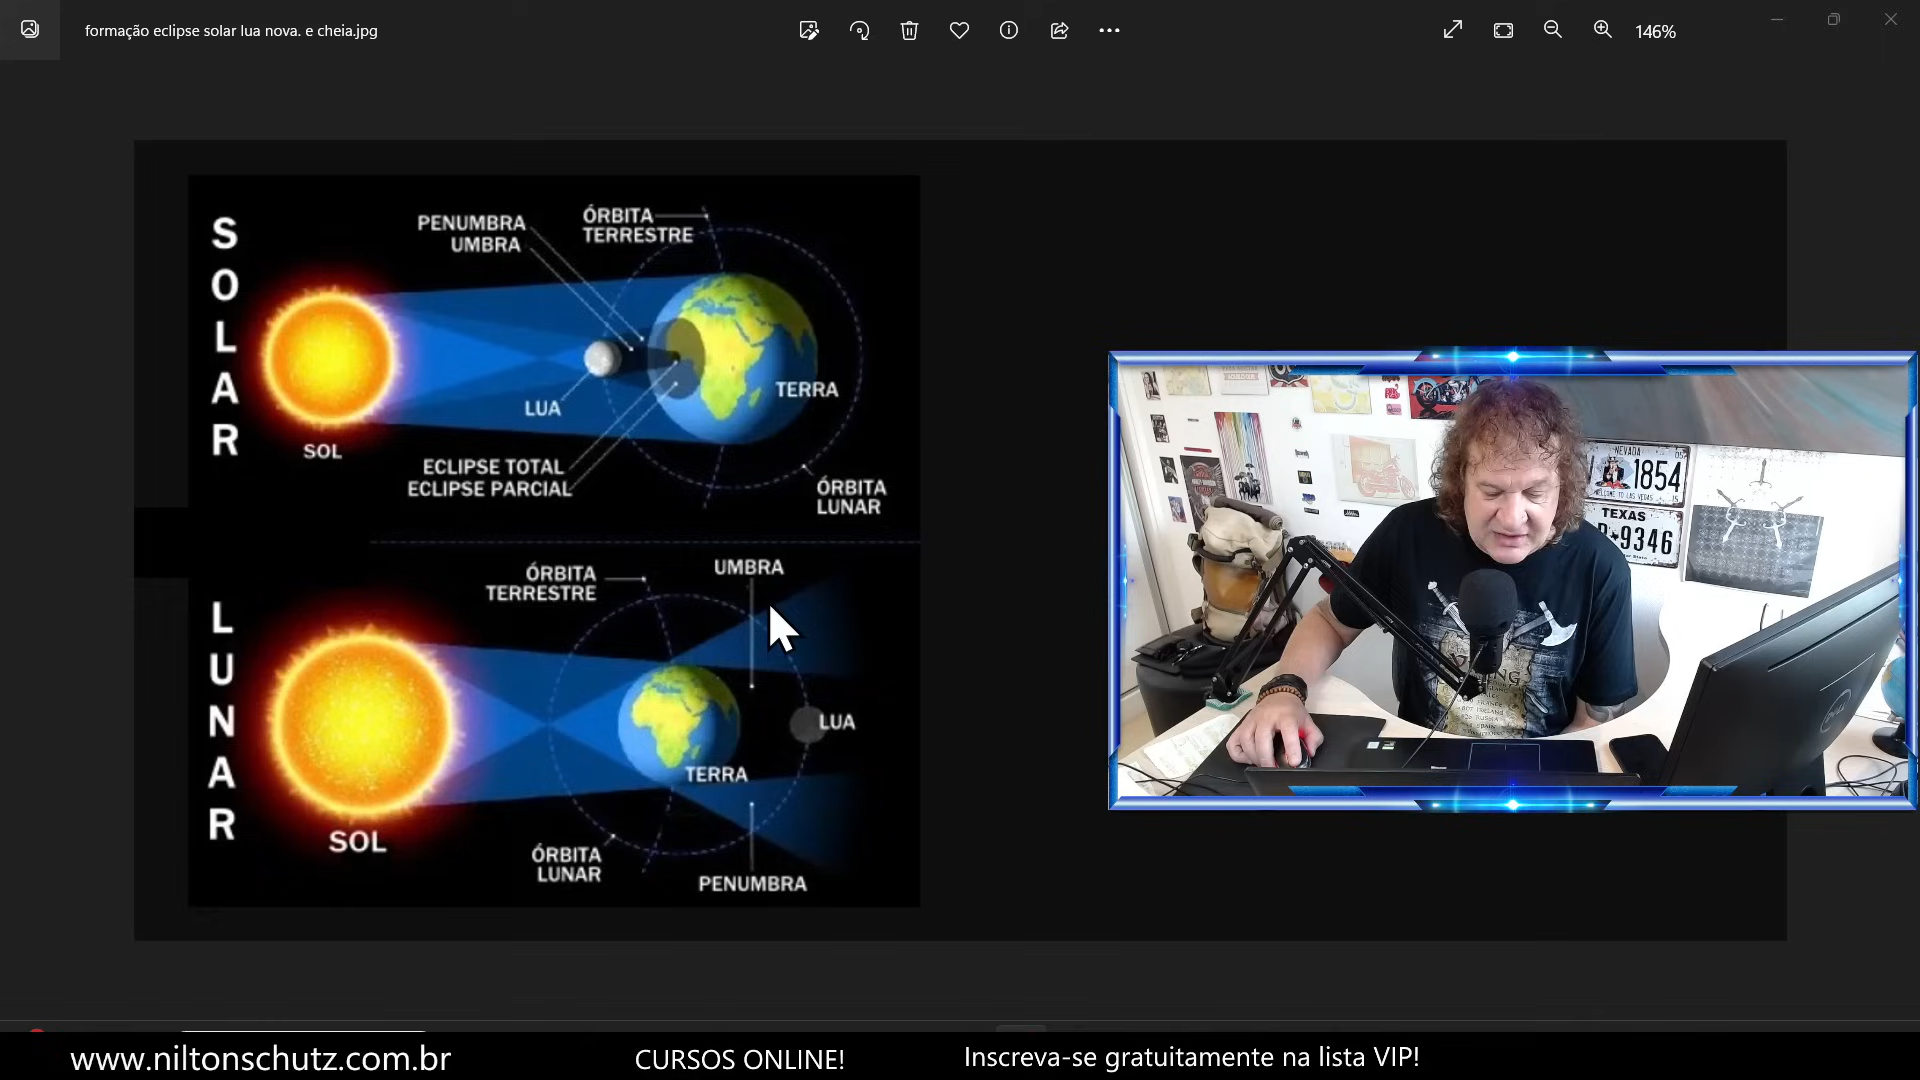 formação eclipse solar lua nova. e cheia.jpg
146%
SOLAR
PENUMBRA
UMBRA
ÓRBITA
TERRESTRE
LUA
TERRA
SOL
ECLIPSE TOTAL
ECLIPSE PARCIAL
ÓRBITA
LUNAR
LUNAR
ÓRBITA
TERRESTRE
UMBRA
LUA
TERRA
SOL
ÓRBITA
LUNAR
PENUMBRA
NEVADA
1854
TEXAS
9346
www.niltonschutz.com.br
CURSOS ONLINE!
Inscreva-se gratuitamente na lista VIP!